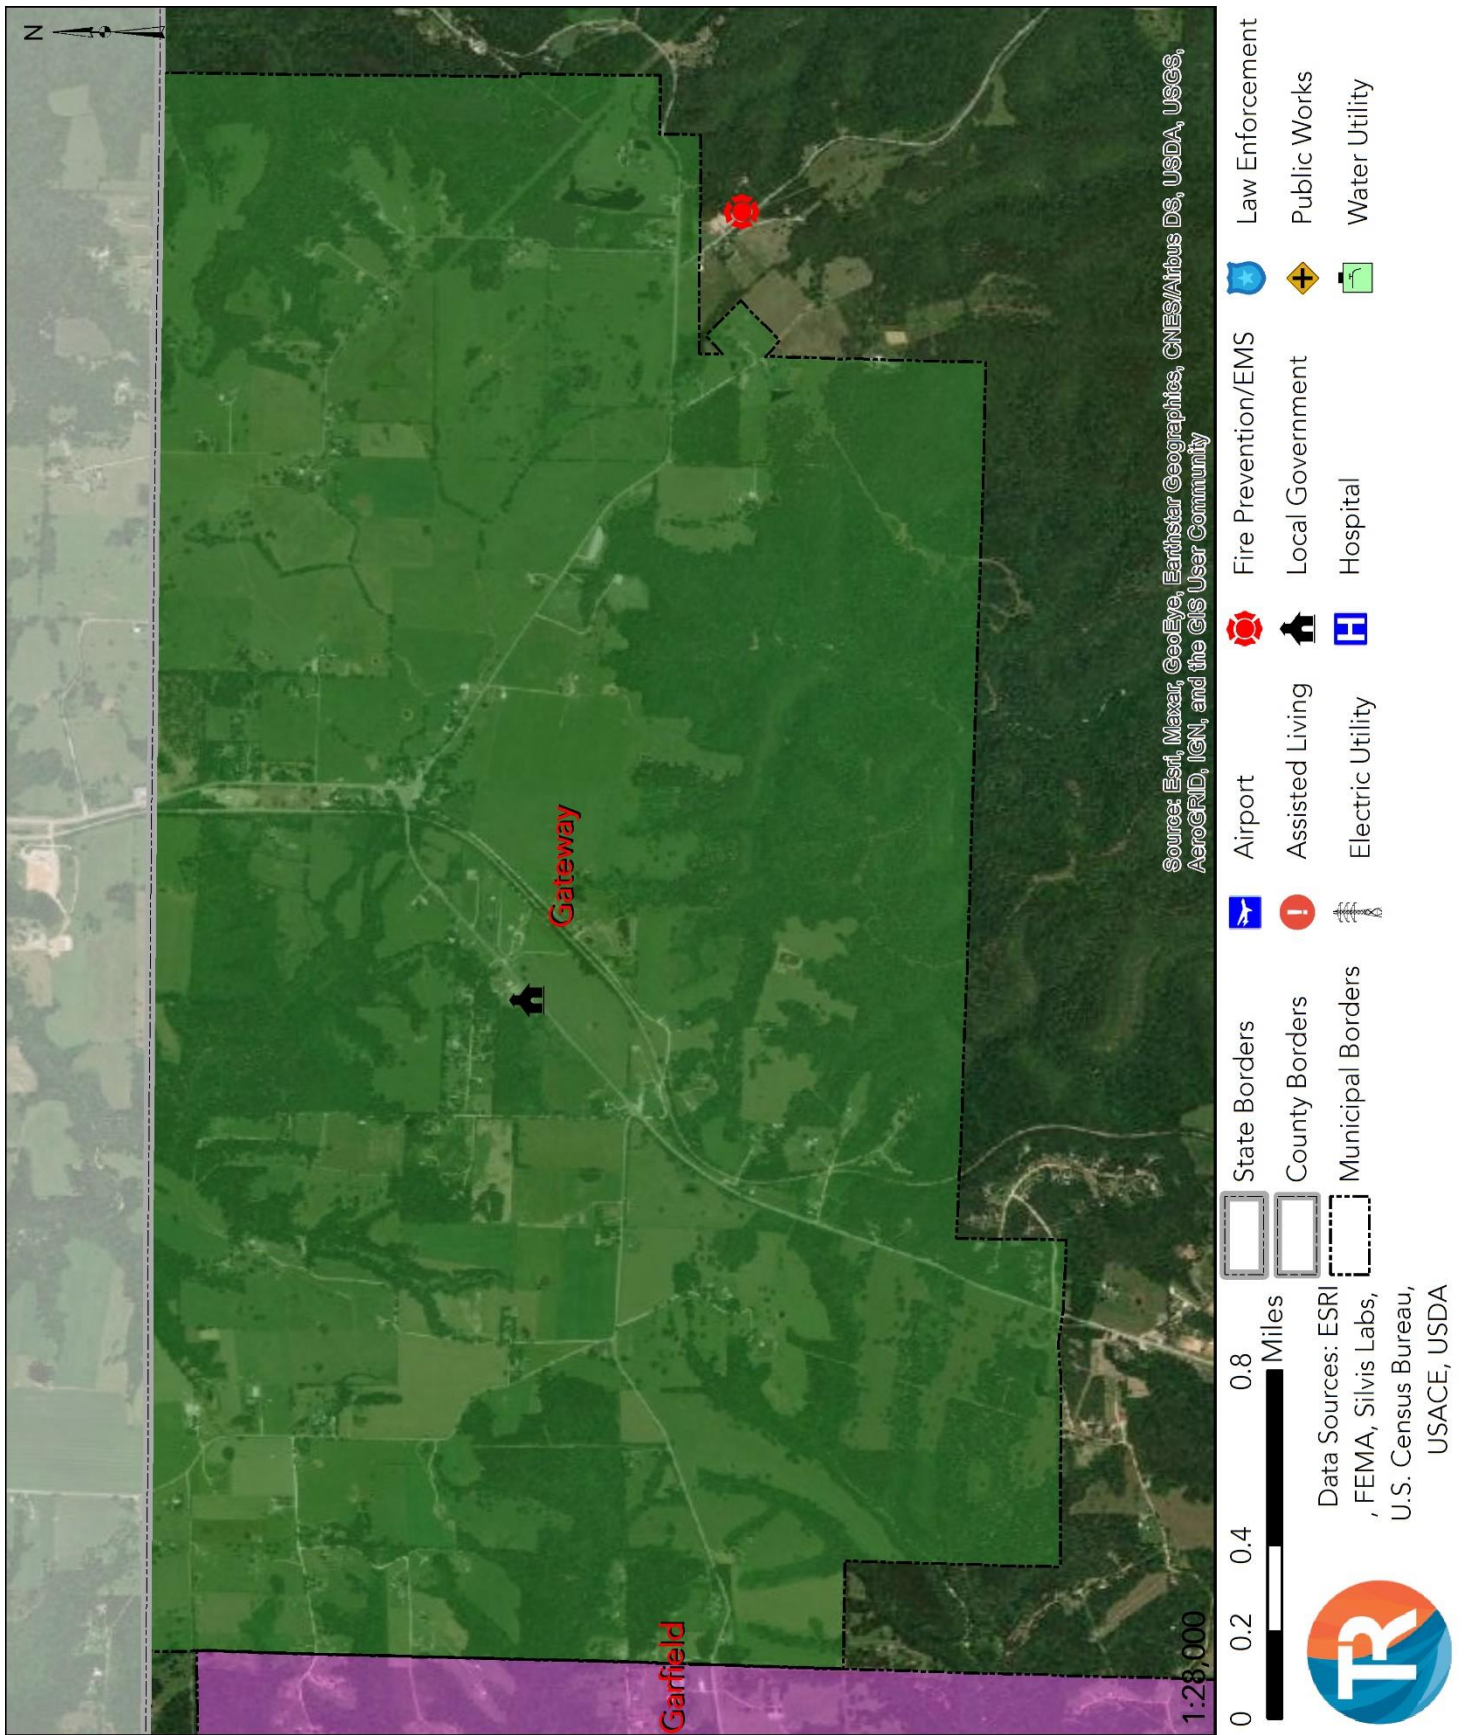 N
Gateway
Garfield
1:28,000
Source: Esri, Maxar, GeoEye, Earthstar Geographics, CNES/Airbus DS, USDA, USGS,
AeroGRID, IGN, and the GIS User Community
0 0.2 0.4 0.8
Miles
Data Sources: ESRI
, FEMA, Silvis Labs,
U.S. Census Bureau,
USACE, USDA
TR
State Borders
County Borders
Municipal Borders
Airport
Assisted Living
Electric Utility
Fire Prevention/EMS
Local Government
H
Hospital
Law Enforcement
Public Works
Water Utility